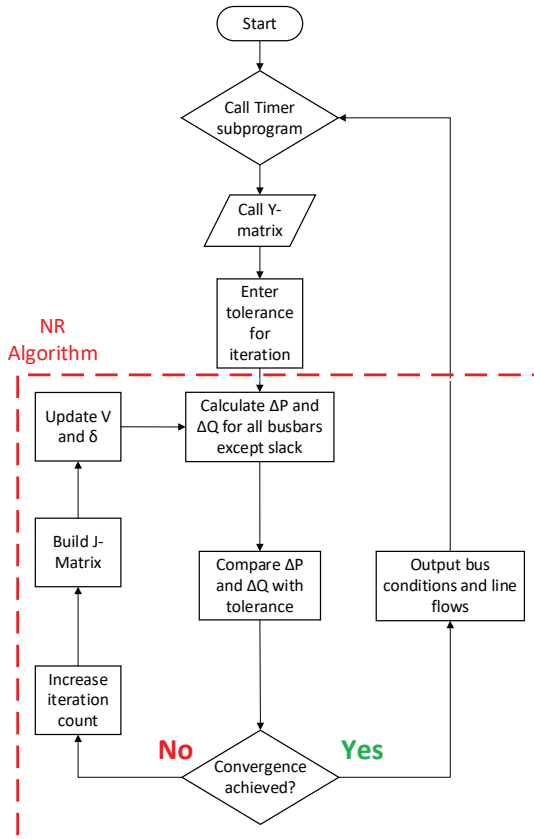 Start
Call Timer
subprogram
Call Y-
matrix
Enter
tolerance
for
iteration
NR
Algorithm
Update V
and δ
Calculate ΔP and
ΔQ for all busbars
except slack
Build J-
Matrix
Compare ΔP
and ΔQ with
tolerance
Output bus
conditions and line
flows
Increase
iteration
count
No
Yes
Convergence
achieved?